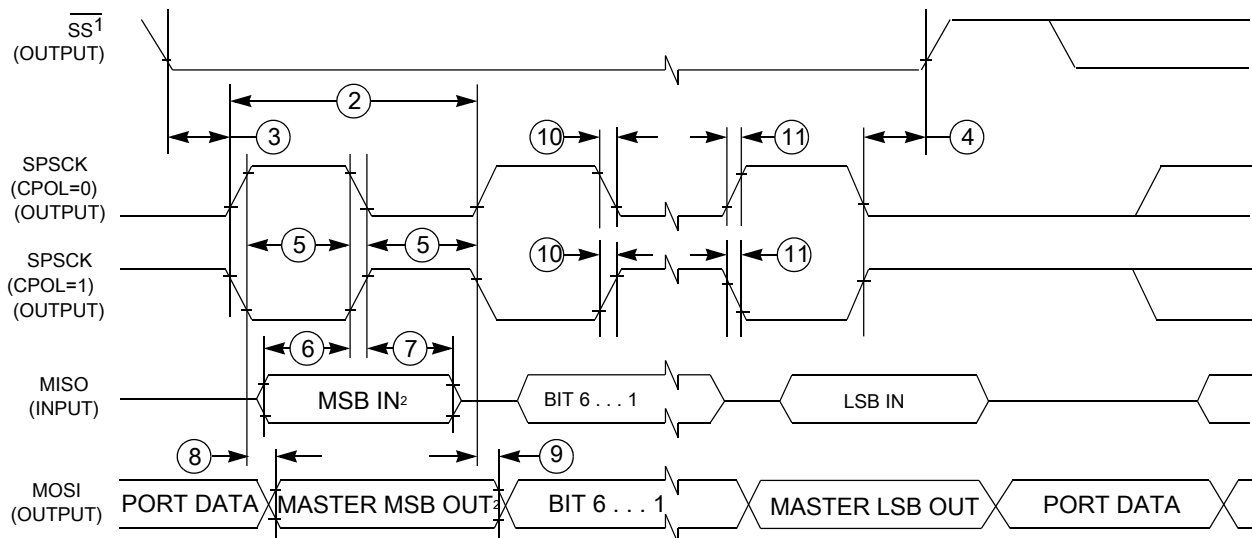 SS1
(OUTPUT)
2
3
10
11
4
SPSCK
(CPOL=0)
(OUTPUT)
5
5
SPSCK
(CPOL=1)
(OUTPUT)
10
11
6
7
MISO
(INPUT)
MSB IN2
BIT 6 . . . 1
LSB IN
8
9
MOSI
(OUTPUT)
PORT DATA
MASTER MSB OUT2
BIT 6 . . . 1
MASTER LSB OUT
PORT DATA